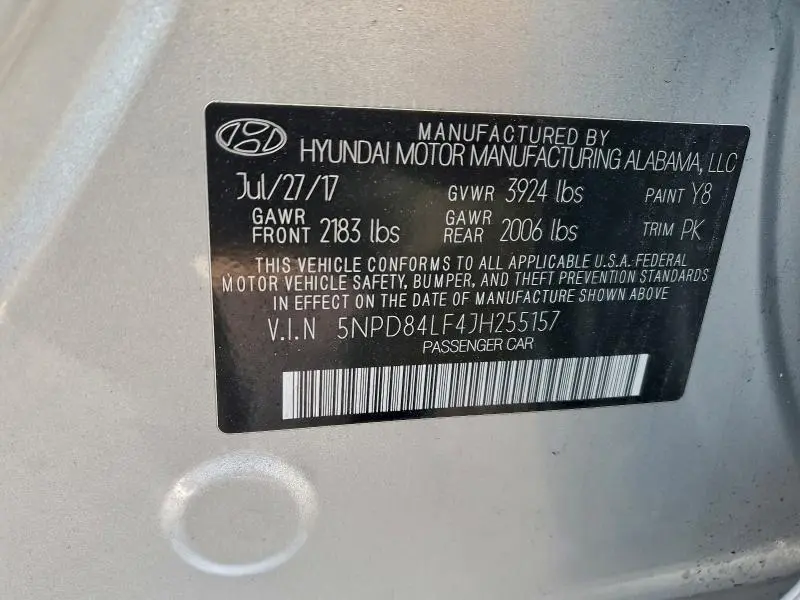 MANUFACTURED BY
HYUNDAI MOTOR MANUFACTURING ALABAMA, LLC
Jul/27/17 GVWR 3924 lbs PAINT Y8
GAWR FRONT 2183 lbs GAWR REAR 2006 lbs TRIM PK
THIS VEHICLE CONFORMS TO ALL APPLICABLE U.S.A. FEDERAL
MOTOR VEHICLE SAFETY, BUMPER, AND THEFT PREVENTION STANDARDS
IN EFFECT ON THE DATE OF MANUFACTURE SHOWN ABOVE
V.I.N 5NPD84LF4JH255157
PASSENGER CAR